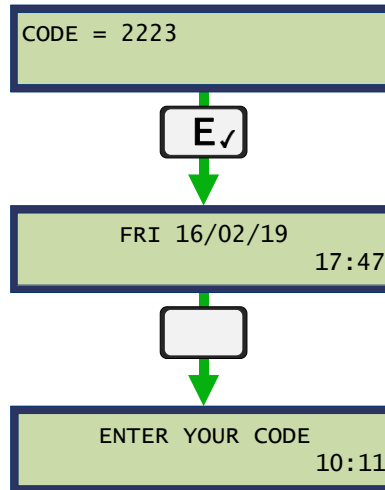 CODE = 2223
E✓
FRI 16/02/19
17:47
ENTER YOUR CODE
10:11